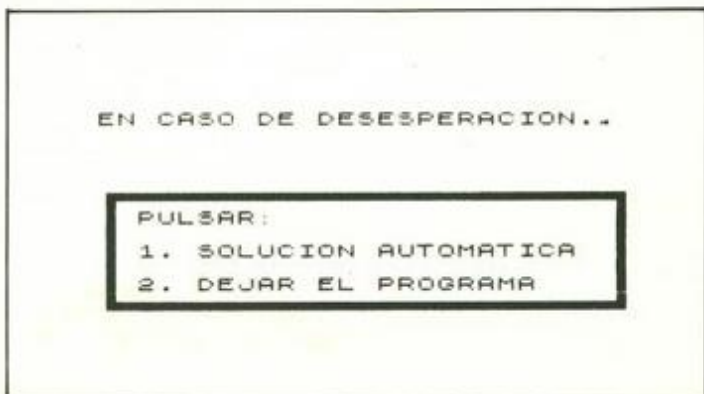 EN CASO DE DESESPERACION..
PULSAR:
1. SOLUCION AUTOMATICA
2. DEJAR EL PROGRAMA